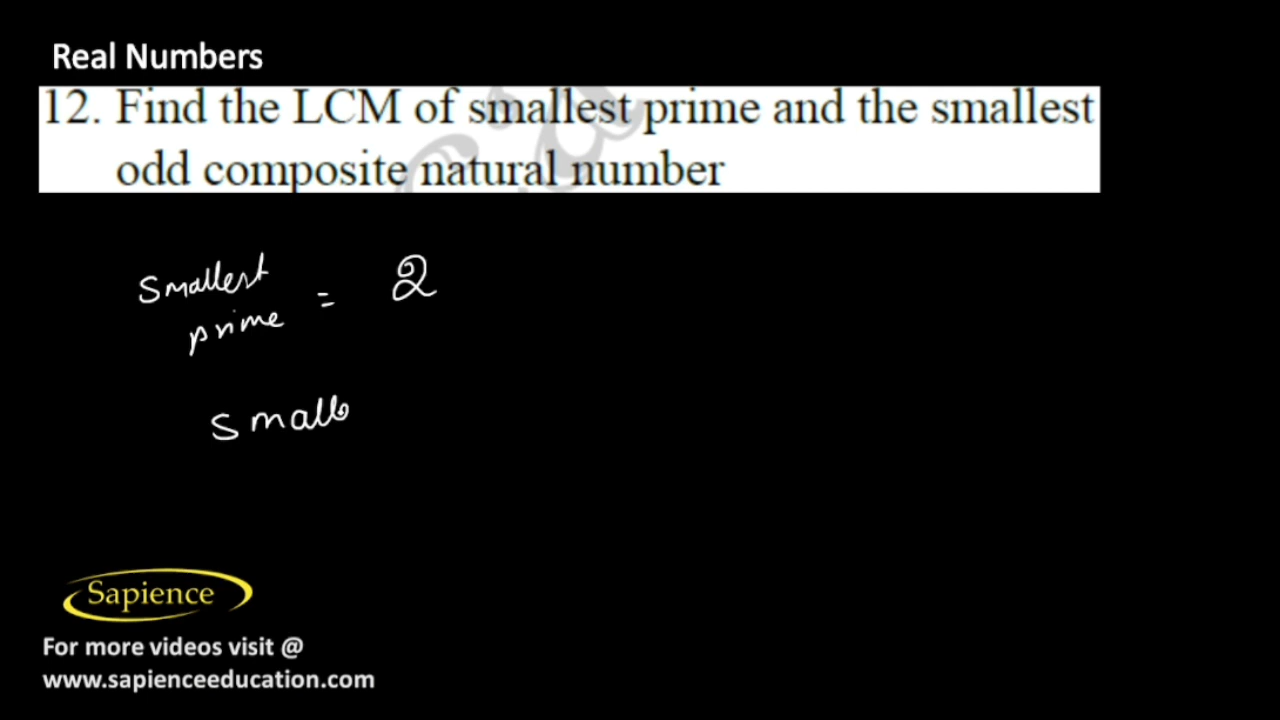 Real Numbers
12. Find the LCM of smallest prime and the smallest
odd composite natural number
Smallest
prime = 2
Small
Sapience
For more videos visit @
www.sapienceeducation.com